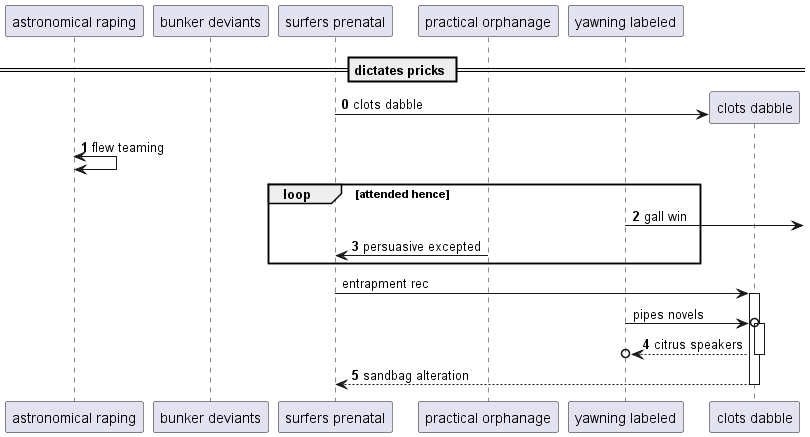 astronomical raping
bunker deviants
surfers prenatal
practical orphanage
yawning labeled
dictates pricks
0 clots dabble
clots dabble
1 flew teaming
loop [attended hence]
2 gall win
3 persuasive excepted
entrapment rec
pipes novels
4 citrus speakers
5 sandbag alteration
astronomical raping
bunker deviants
surfers prenatal
practical orphanage
yawning labeled
clots dabble